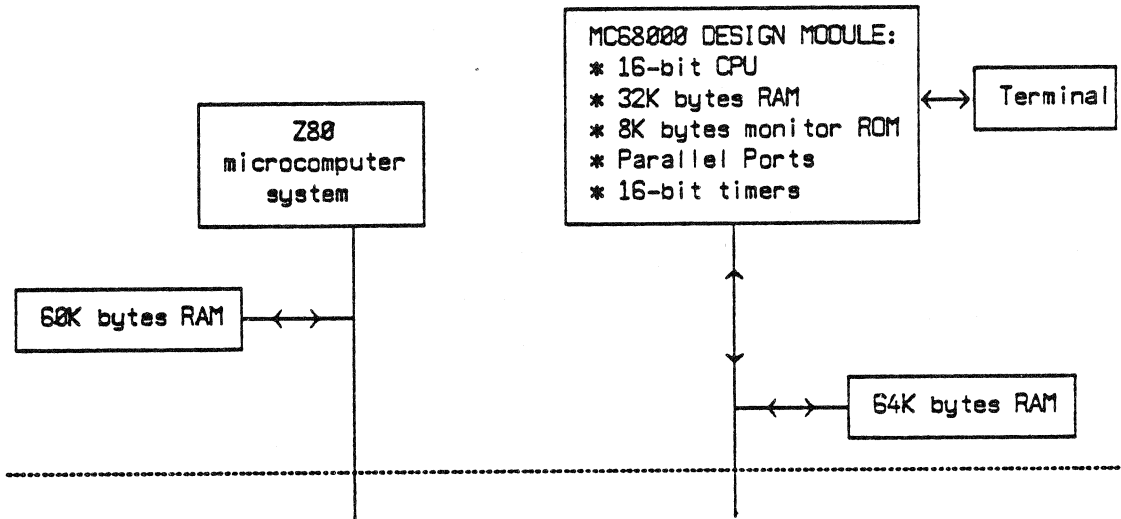 MC68000 DESIGN MODULE:
* 16-bit CPU
* 32K bytes RAM
* 8K bytes monitor ROM
* Parallel Ports
* 16-bit timers
Terminal
Z80
microcomputer
system
60K bytes RAM
64K bytes RAM